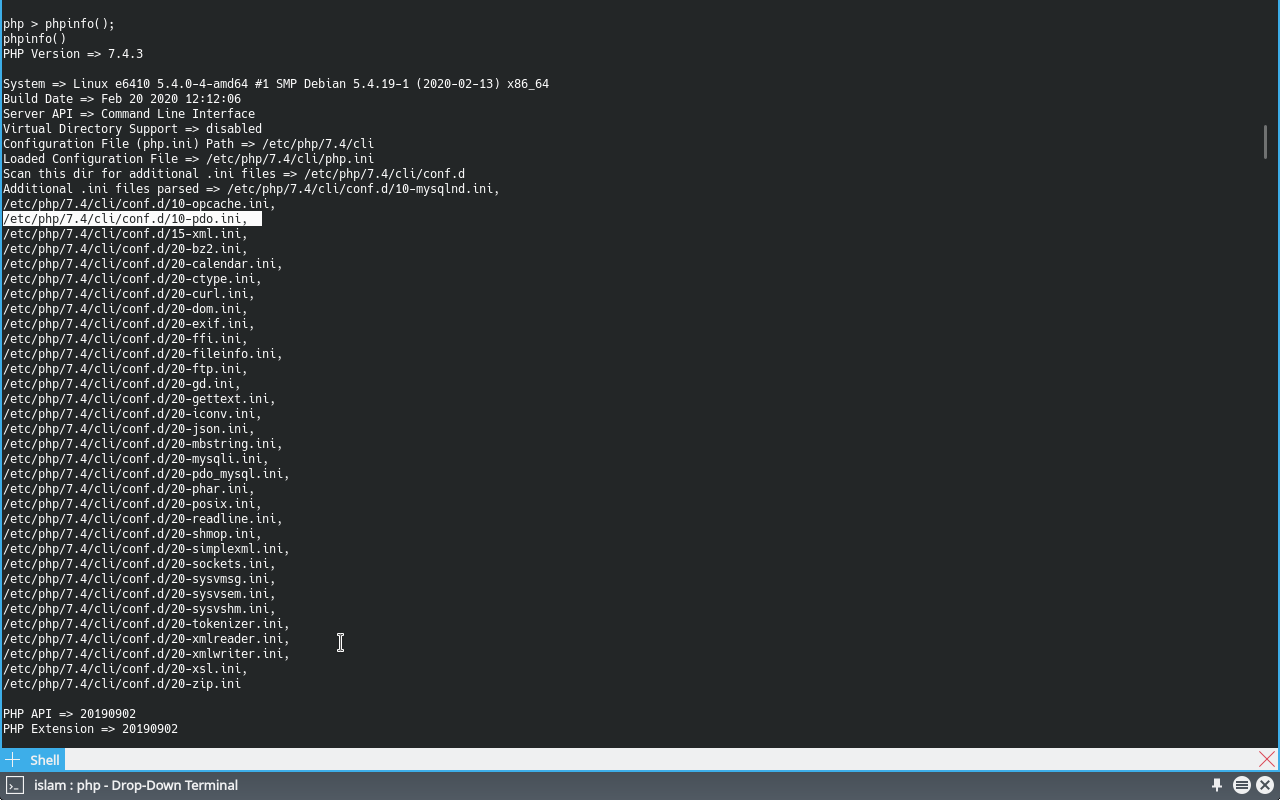 php > phpinfo();
phpinfo()
PHP Version => 7.4.3
System => Linux e6410 5.4.0-4-amd64 #1 SMP Debian 5.4.19-1 (2020-02-13) x86_64
Build Date => Feb 20 2020 12:12:06
Server API => Command Line Interface
Virtual Directory Support => disabled
Configuration File (php.ini) Path => /etc/php/7.4/cli
Loaded Configuration File => /etc/php/7.4/cli/php.ini
Scan this dir for additional .ini files => /etc/php/7.4/cli/conf.d
Additional .ini files parsed => /etc/php/7.4/cli/conf.d/10-mysqlnd.ini,
/etc/php/7.4/cli/conf.d/10-opcache.ini,
/etc/php/7.4/cli/conf.d/10-pdo.ini,
/etc/php/7.4/cli/conf.d/15-xml.ini,
/etc/php/7.4/cli/conf.d/20-bz2.ini,
/etc/php/7.4/cli/conf.d/20-calendar.ini,
/etc/php/7.4/cli/conf.d/20-ctype.ini,
/etc/php/7.4/cli/conf.d/20-curl.ini,
/etc/php/7.4/cli/conf.d/20-dom.ini,
/etc/php/7.4/cli/conf.d/20-exif.ini,
/etc/php/7.4/cli/conf.d/20-ffi.ini,
/etc/php/7.4/cli/conf.d/20-fileinfo.ini,
/etc/php/7.4/cli/conf.d/20-ftp.ini,
/etc/php/7.4/cli/conf.d/20-gd.ini,
/etc/php/7.4/cli/conf.d/20-gettext.ini,
/etc/php/7.4/cli/conf.d/20-iconv.ini,
/etc/php/7.4/cli/conf.d/20-json.ini,
/etc/php/7.4/cli/conf.d/20-mbstring.ini,
/etc/php/7.4/cli/conf.d/20-mysqli.ini,
/etc/php/7.4/cli/conf.d/20-pdo_mysql.ini,
/etc/php/7.4/cli/conf.d/20-phar.ini,
/etc/php/7.4/cli/conf.d/20-posix.ini,
/etc/php/7.4/cli/conf.d/20-readline.ini,
/etc/php/7.4/cli/conf.d/20-shmop.ini,
/etc/php/7.4/cli/conf.d/20-simplexml.ini,
/etc/php/7.4/cli/conf.d/20-sockets.ini,
/etc/php/7.4/cli/conf.d/20-sysvmsg.ini,
/etc/php/7.4/cli/conf.d/20-sysvsem.ini,
/etc/php/7.4/cli/conf.d/20-sysvshm.ini,
/etc/php/7.4/cli/conf.d/20-tokenizer.ini,
/etc/php/7.4/cli/conf.d/20-xmlreader.ini,
/etc/php/7.4/cli/conf.d/20-xmlwriter.ini,
/etc/php/7.4/cli/conf.d/20-xsl.ini,
/etc/php/7.4/cli/conf.d/20-zip.ini
PHP API => 20190902
PHP Extension => 20190902
Shell
islam : php - Drop-Down Terminal